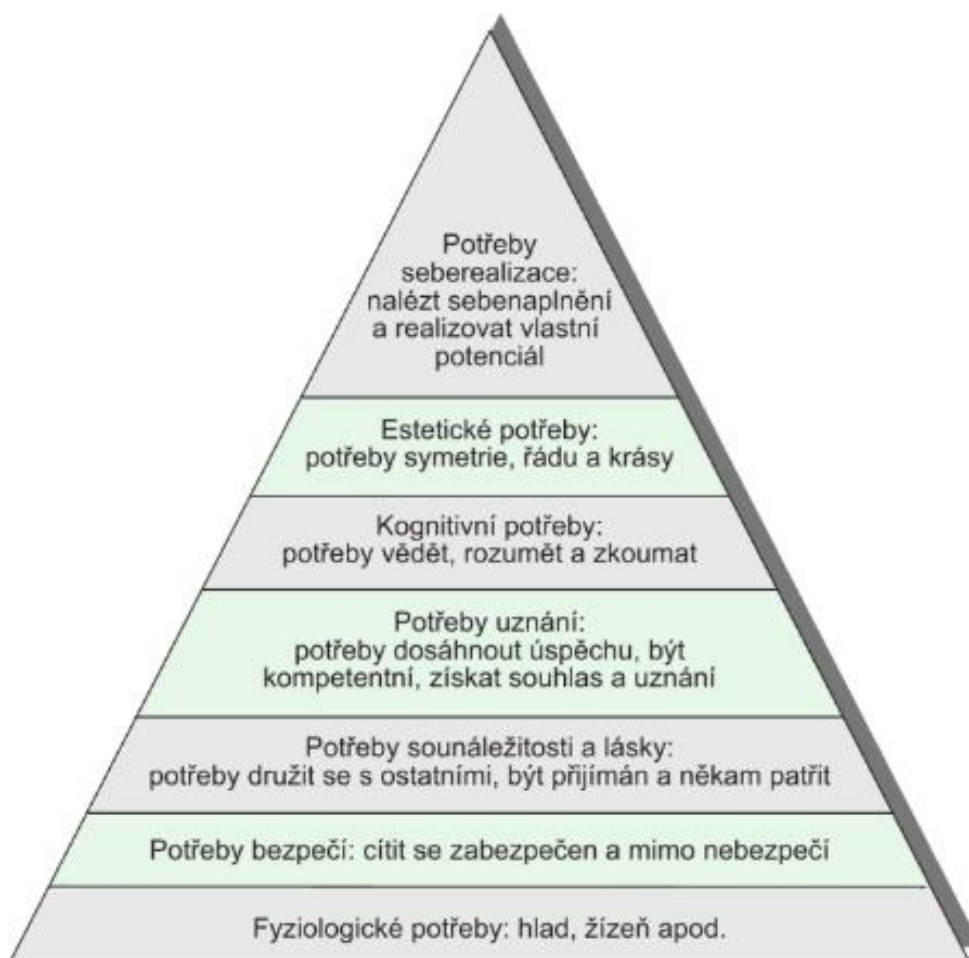 Potřeby
seberealizace:
nalézt sebenaplnění
a realizovat vlastní
potenciál
Estetické potřeby:
potřeby symetrie, řádu a krásy
Kognitivní potřeby:
potřeby vědět, rozumět a zkoumat
Potřeby uznání:
potřeby dosáhnout úspěchu, být
kompetentní, získat souhlas a uznání
Potřeby sounáležitosti a lásky:
potřeby družit se s ostatními, být přijímán a někam patřit
Potřeby bezpečí: cítit se zabezpečen a mimo nebezpečí
Fyziologické potřeby: hlad, žízeň apod.